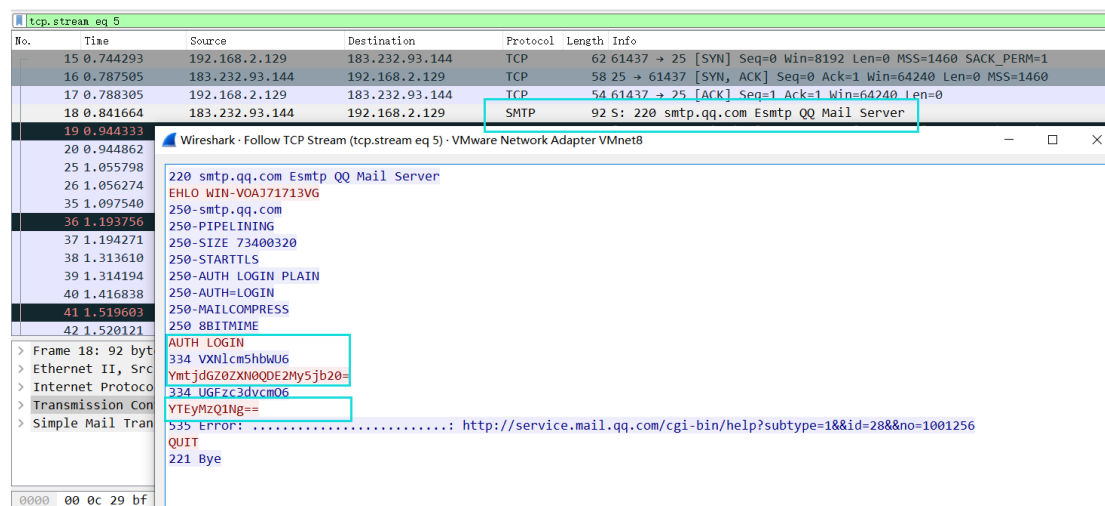 tcp.stream eq 5
No. Time Source Destination Protocol Length Info
15 0.744293 192.168.2.129 183.232.93.144 TCP 62 61437 → 25 [SYN] Seq=0 Win=8192 Len=0 MSS=1460 SACK_PERM=1
16 0.787505 183.232.93.144 192.168.2.129 TCP 58 25 → 61437 [SYN, ACK] Seq=0 Ack=1 Win=64240 Len=0 MSS=1460
17 0.788305 192.168.2.129 183.232.93.144 TCP 54 61437 → 25 [ACK] Seq=1 Ack=1 Win=64240 Len=0
18 0.841664 183.232.93.144 192.168.2.129 SMTP 92 S: 220 smtp.qq.com Esmtp QQ Mail Server
19 0.944333
20 0.944862
25 1.055798
26 1.056274
35 1.097540
36 1.193756
37 1.194271
38 1.313610
39 1.314194
40 1.416838
41 1.519603
42 1.520121
Frame 18: 92 byt
Ethernet II, Src
Internet Protoco
Transmission Con
Simple Mail Tran
0000 00 0c 29 bf
Wireshark · Follow TCP Stream (tcp.stream eq 5) · VMware Network Adapter VMnet8
220 smtp.qq.com Esmtp QQ Mail Server
EHLO WIN-VOAJ71713VG
250-smtp.qq.com
250-PIPELINING
250-SIZE 73400320
250-STARTTLS
250-AUTH LOGIN PLAIN
250-AUTH=LOGIN
250-MAILCOMPRESS
250 8BITMIME
AUTH LOGIN
334 VXNlcm5hbWU6
YmtjdGZ0ZXN0QDE2My5jb20=
334 UGFzc3dvcmQ6
YTEyMzQ1Ng==
535 Error: ..........................: http://service.mail.qq.com/cgi-bin/help?subtype=1&&id=28&&no=1001256
QUIT
221 Bye